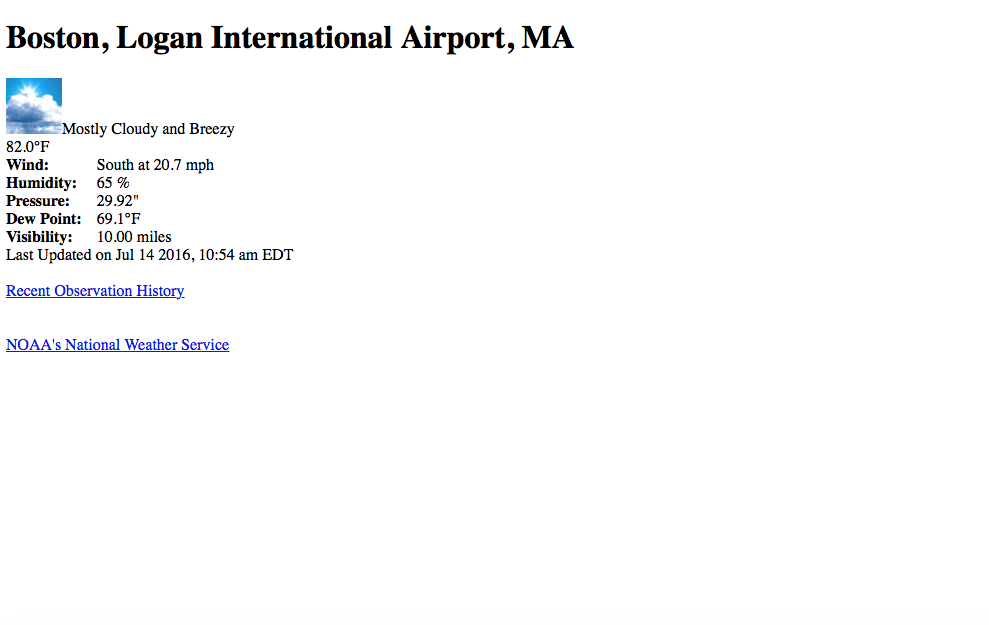 Boston, Logan International Airport, MA
Mostly Cloudy and Breezy
82.0°F
Wind: South at 20.7 mph
Humidity: 65 %
Pressure: 29.92"
Dew Point: 69.1°F
Visibility: 10.00 miles
Last Updated on Jul 14 2016, 10:54 am EDT
Recent Observation History
NOAA's National Weather Service